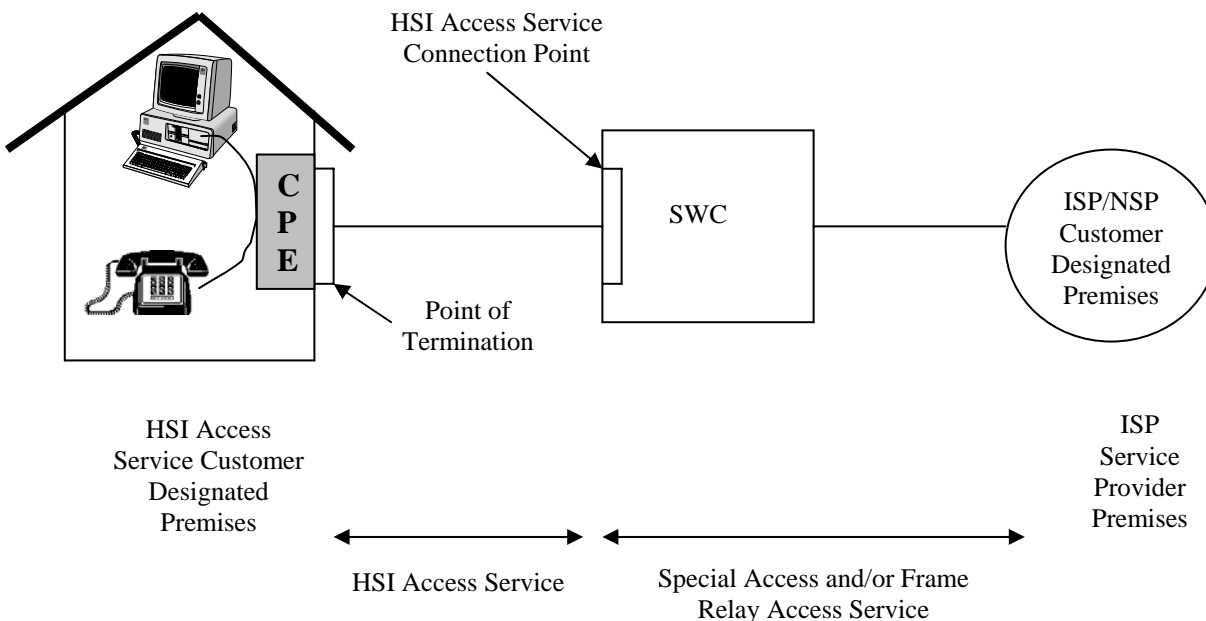 HSI Access Service
Connection Point
C
P
E
SWC
ISP/NSP
Customer
Designated
Premises
Point of
Termination
HSI Access
Service Customer
Designated
Premises
ISP
Service
Provider
Premises
HSI Access Service
Special Access and/or Frame
Relay Access Service